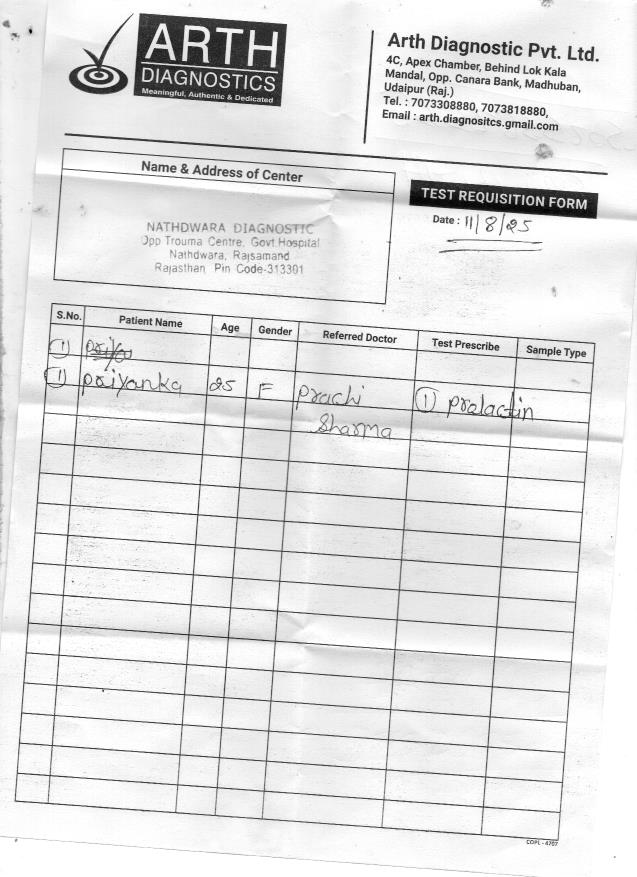 ARTH
DIAGNOSTICS
Meaningful, Authentic & Dedicated
Arth Diagnostic Pvt. Ltd.
4C, Apex Chamber, Behind Lok Kala
Mandal, Opp. Canara Bank, Madhuban,
Udaipur (Raj.)
Tel. : 7073308880, 7073818880,
Email : arth.diagnositcs.gmail.com
Name & Address of Center
NATHDWARA DIAGNOSTIC
Opp Trauma Centre, Govt Hospital
Nathdwara, Rajsamand
Rajasthan Pin Code-313301
TEST REQUISITION FORM
Date : 11/8/25
S.No. Patient Name Age Gender Referred Doctor Test Prescribe Sample Type
1
1 Priyanka 25 F Prachi 1 Prolactin
Sharma
COPL - 4707